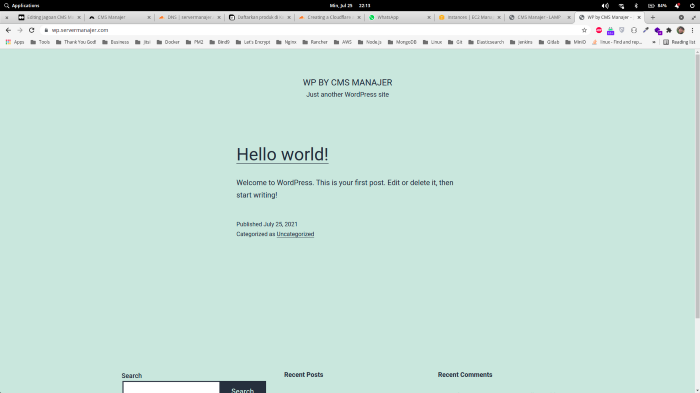 Applications
Min, Jul 25 22:13
84%
Editing jagoan CMS M
CMS Manajer
DNS | servermanajer
Daftarkan produk di
Creating a Cloudflare
WhatsApp
Instances | EC2 Mana
CMS Manajer - LAMP
WP by CMS Manajer -
wp.servermanajer.com
Apps
Tools
Thank You God!
Business
Jisi
Docker
PM2
Bind9
Let's Encrypt
Nginx
Rancher
AWS
Node.js
MongoDB
Linux
Git
Elasticsearch
Jenkins
Gitlab
MinIO
linux - Find and rep...
»
Reading list
WP BY CMS MANAJER
Just another WordPress site
Hello world!
Welcome to WordPress. This is your first post. Edit or delete it, then
start writing!
Published July 25, 2021
Categorized as Uncategorized
Search
Search
Recent Posts
Recent Comments